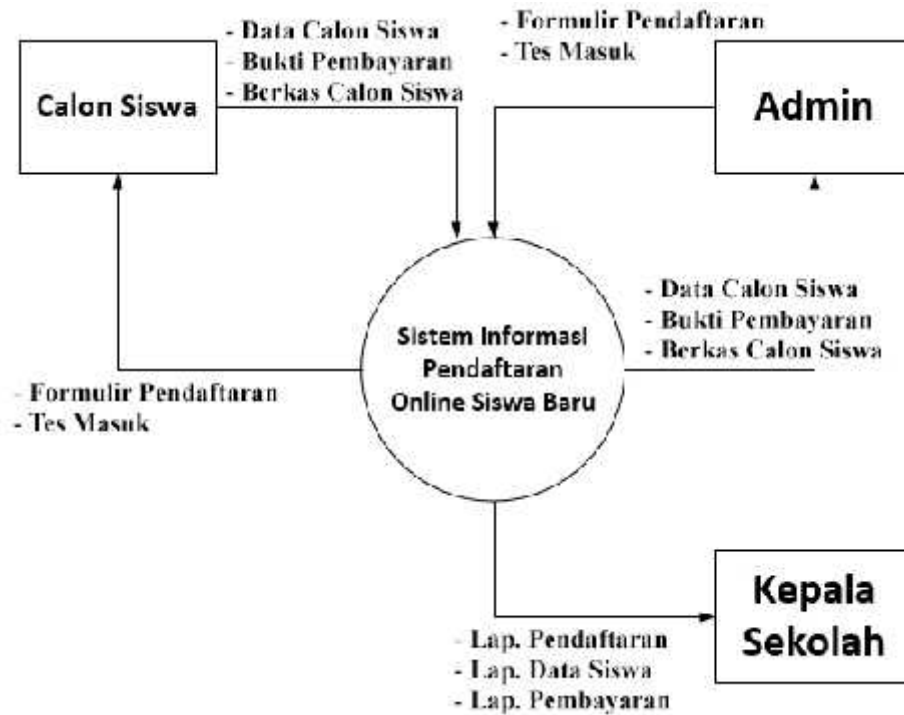 - Data Calon Siswa
- Bukti Pembayaran
- Berkas Calon Siswa
- Formulir Pendaftaran
- Tes Masuk
Calon Siswa
Admin
Sistem Informasi
Pendaftaran
Online Siswa Baru
- Data Calon Siswa
- Bukti Pembayaran
- Berkas Calon Siswa
- Formulir Pendaftaran
- Tes Masuk
Kepala
Sekolah
- Lap. Pendaftaran
- Lap. Data Siswa
- Lap. Pembayaran